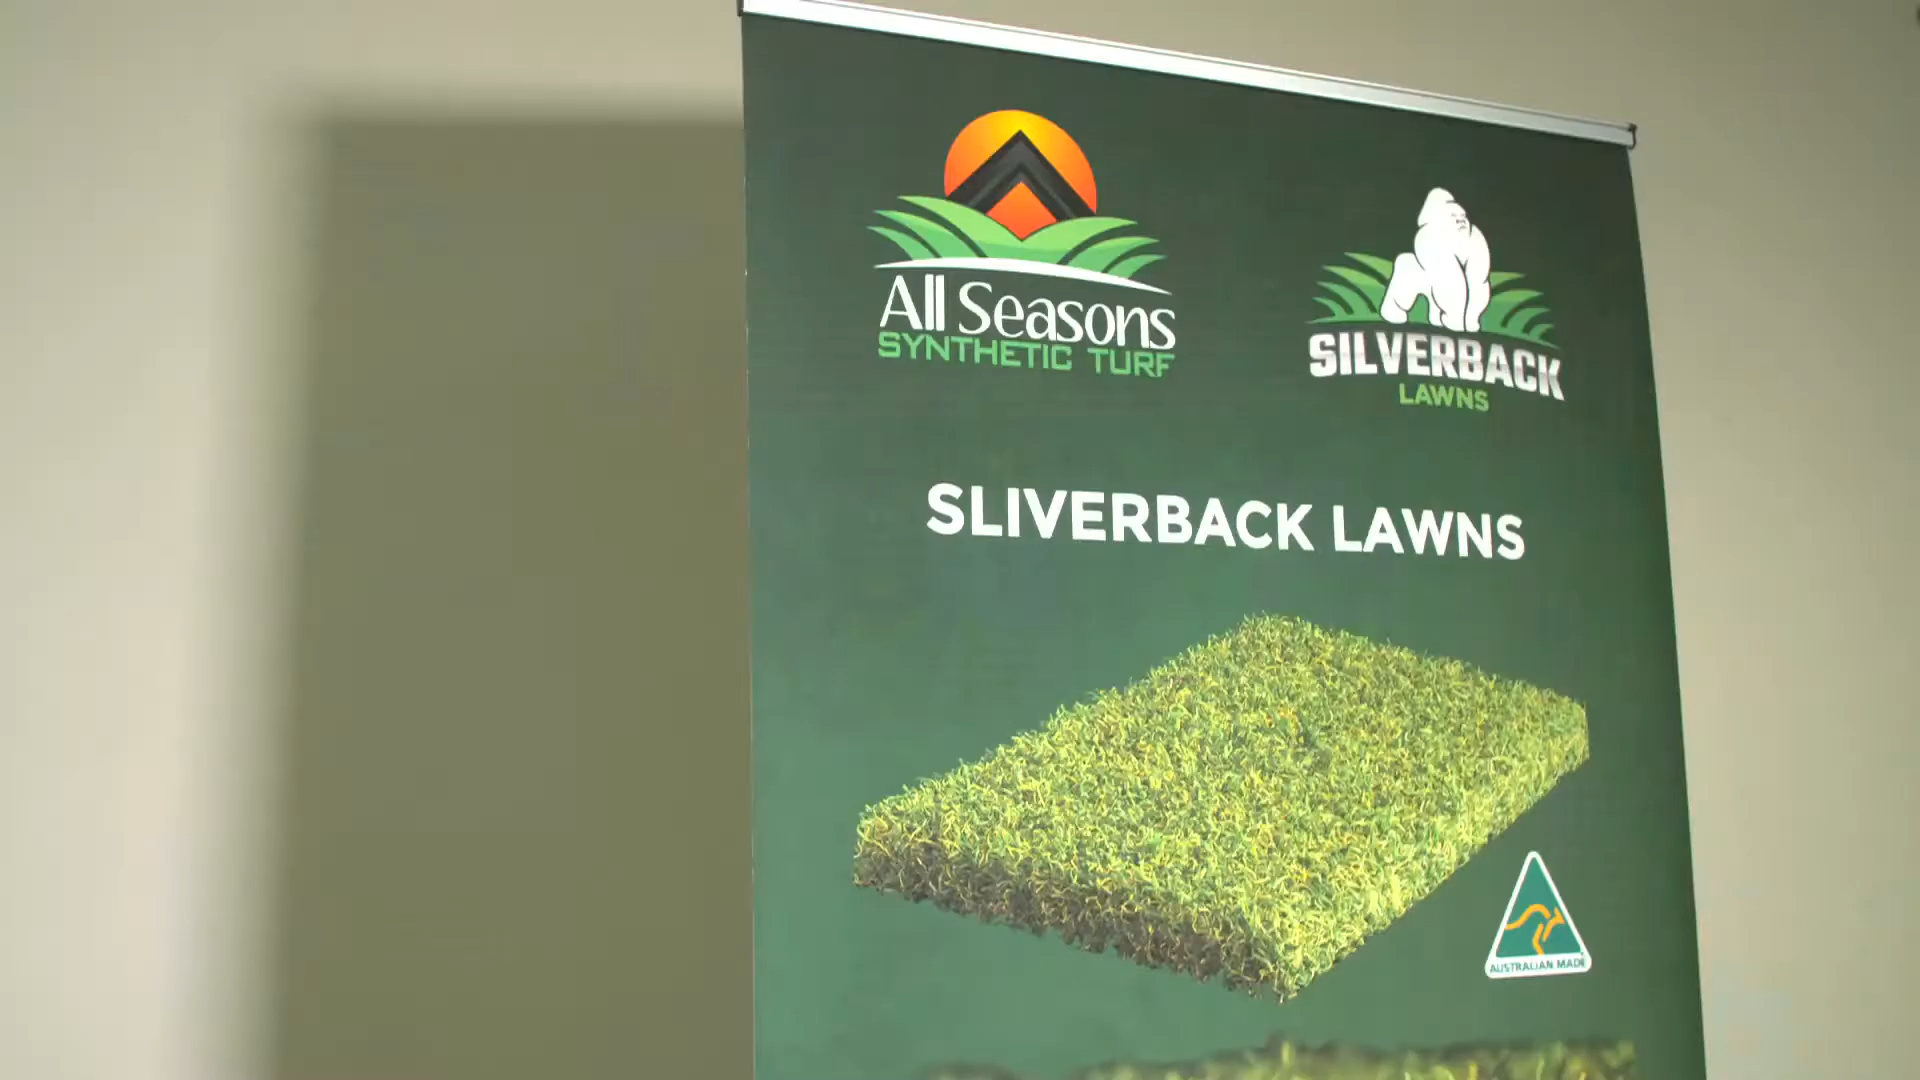 All Seasons
SYNTHETIC TURF
SILVERBACK
LAWNS
SLIVERBACK LAWNS
AUSTRALIAN MADE